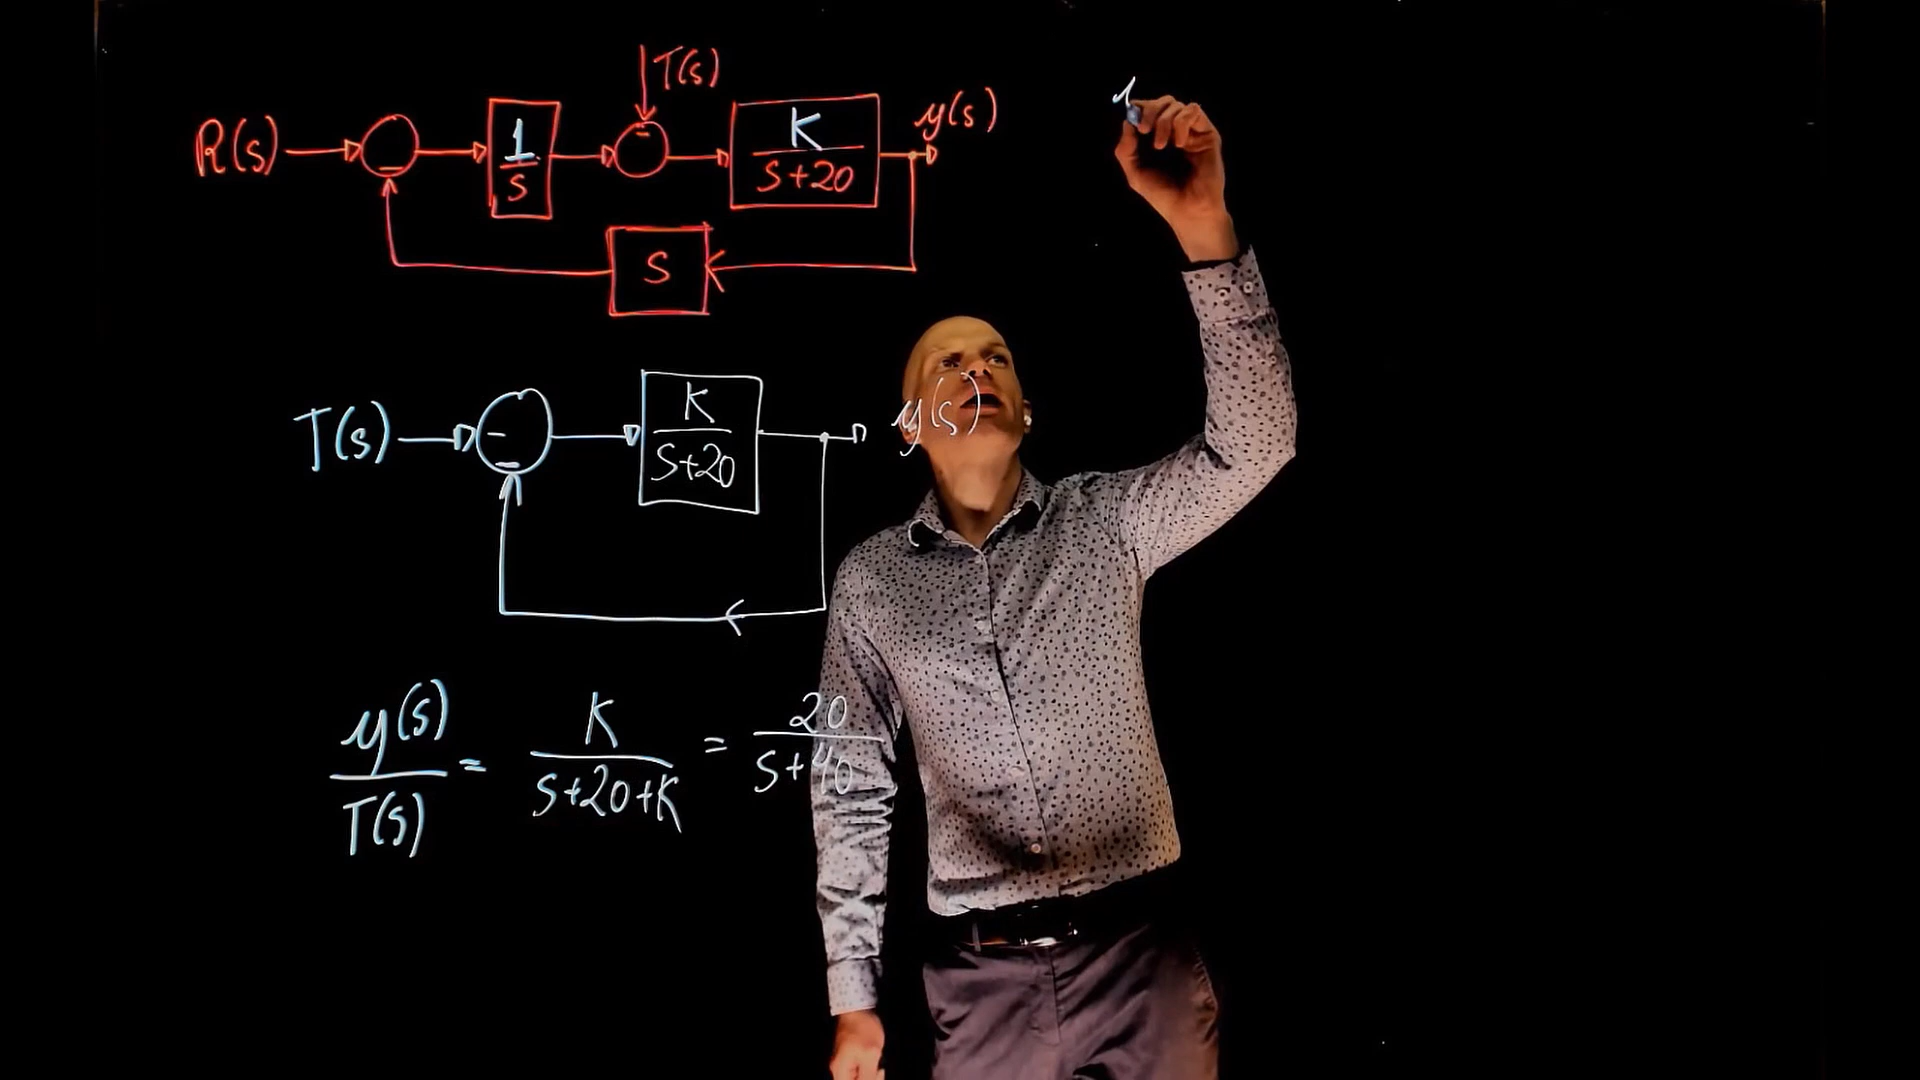 T(s)
R(s) 1/s K/(s+20) y(s)
s
T(s) K/(s+20) y(s)
y(s)/T(s) = K/(s+20+K) = 20/(s+40)